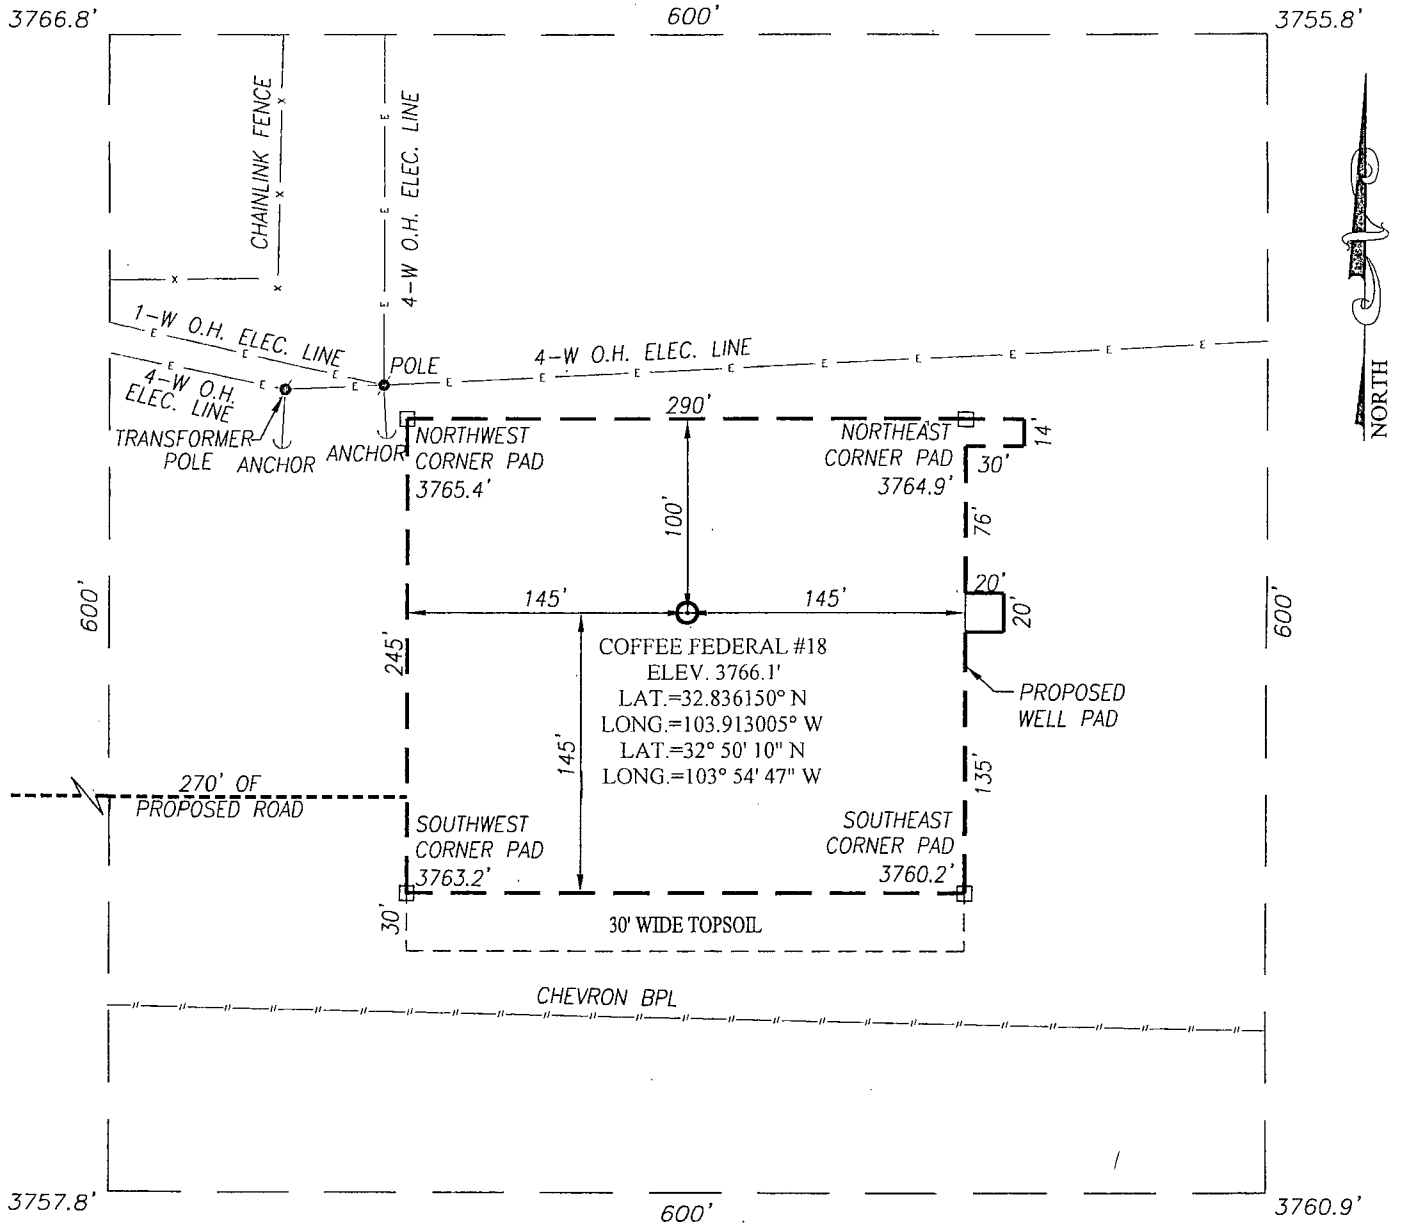 3766.8'
600'
3755.8'
CHAINLINK FENCE
4-W O.H. ELEC. LINE
NORTH
1-W O.H. ELEC. LINE
4-W O.H.
ELEC. LINE
POLE
4-W O.H. ELEC. LINE
TRANSFORMER
POLE
ANCHOR
ANCHOR
290'
NORTHWEST
CORNER PAD
3765.4'
NORTHEAST
CORNER PAD
3764.9'
14'
30'
100'
76'
600'
145'
145'
20'
20'
600'
245'
COFFEE FEDERAL #18
ELEV. 3766.1'
LAT.=32.836150° N
LONG.=103.913005° W
LAT.=32° 50' 10" N
LONG.=103° 54' 47" W
PROPOSED
WELL PAD
145'
135'
270' OF
PROPOSED ROAD
SOUTHWEST
CORNER PAD
3763.2'
SOUTHEAST
CORNER PAD
3760.2'
30'
30' WIDE TOPSOIL
CHEVRON BPL
3757.8'
600'
3760.9'